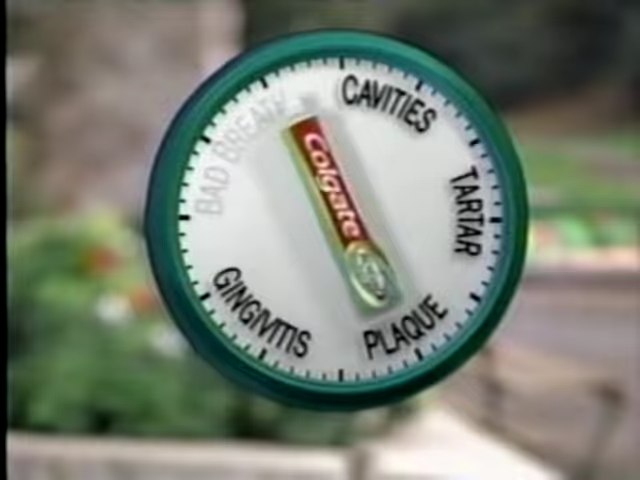 CAVITIES
TARTAR
PLAQUE
GINGIVITIS
BAD BREATH
Colgate